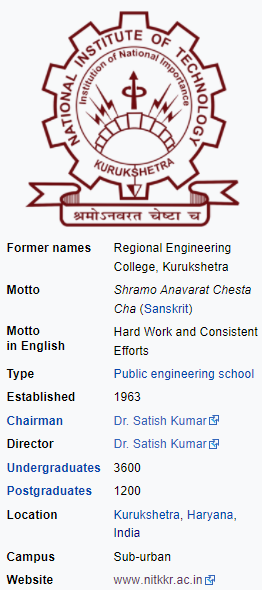 NATIONAL INSTITUTE OF TECHNOLOGY
Institution of National Importance
KURUKSHETRA
श्रमोऽनवरत चेष्टा च
Former names Regional Engineering
College, Kurukshetra
Motto Shramo Anavarat Chesta
Cha (Sanskrit)
Motto Hard Work and Consistent
in English Efforts
Type Public engineering school
Established 1963
Chairman Dr. Satish Kumar
Director Dr. Satish Kumar
Undergraduates 3600
Postgraduates 1200
Location Kurukshetra, Haryana,
India
Campus Sub-urban
Website www.nitkkr.ac.in